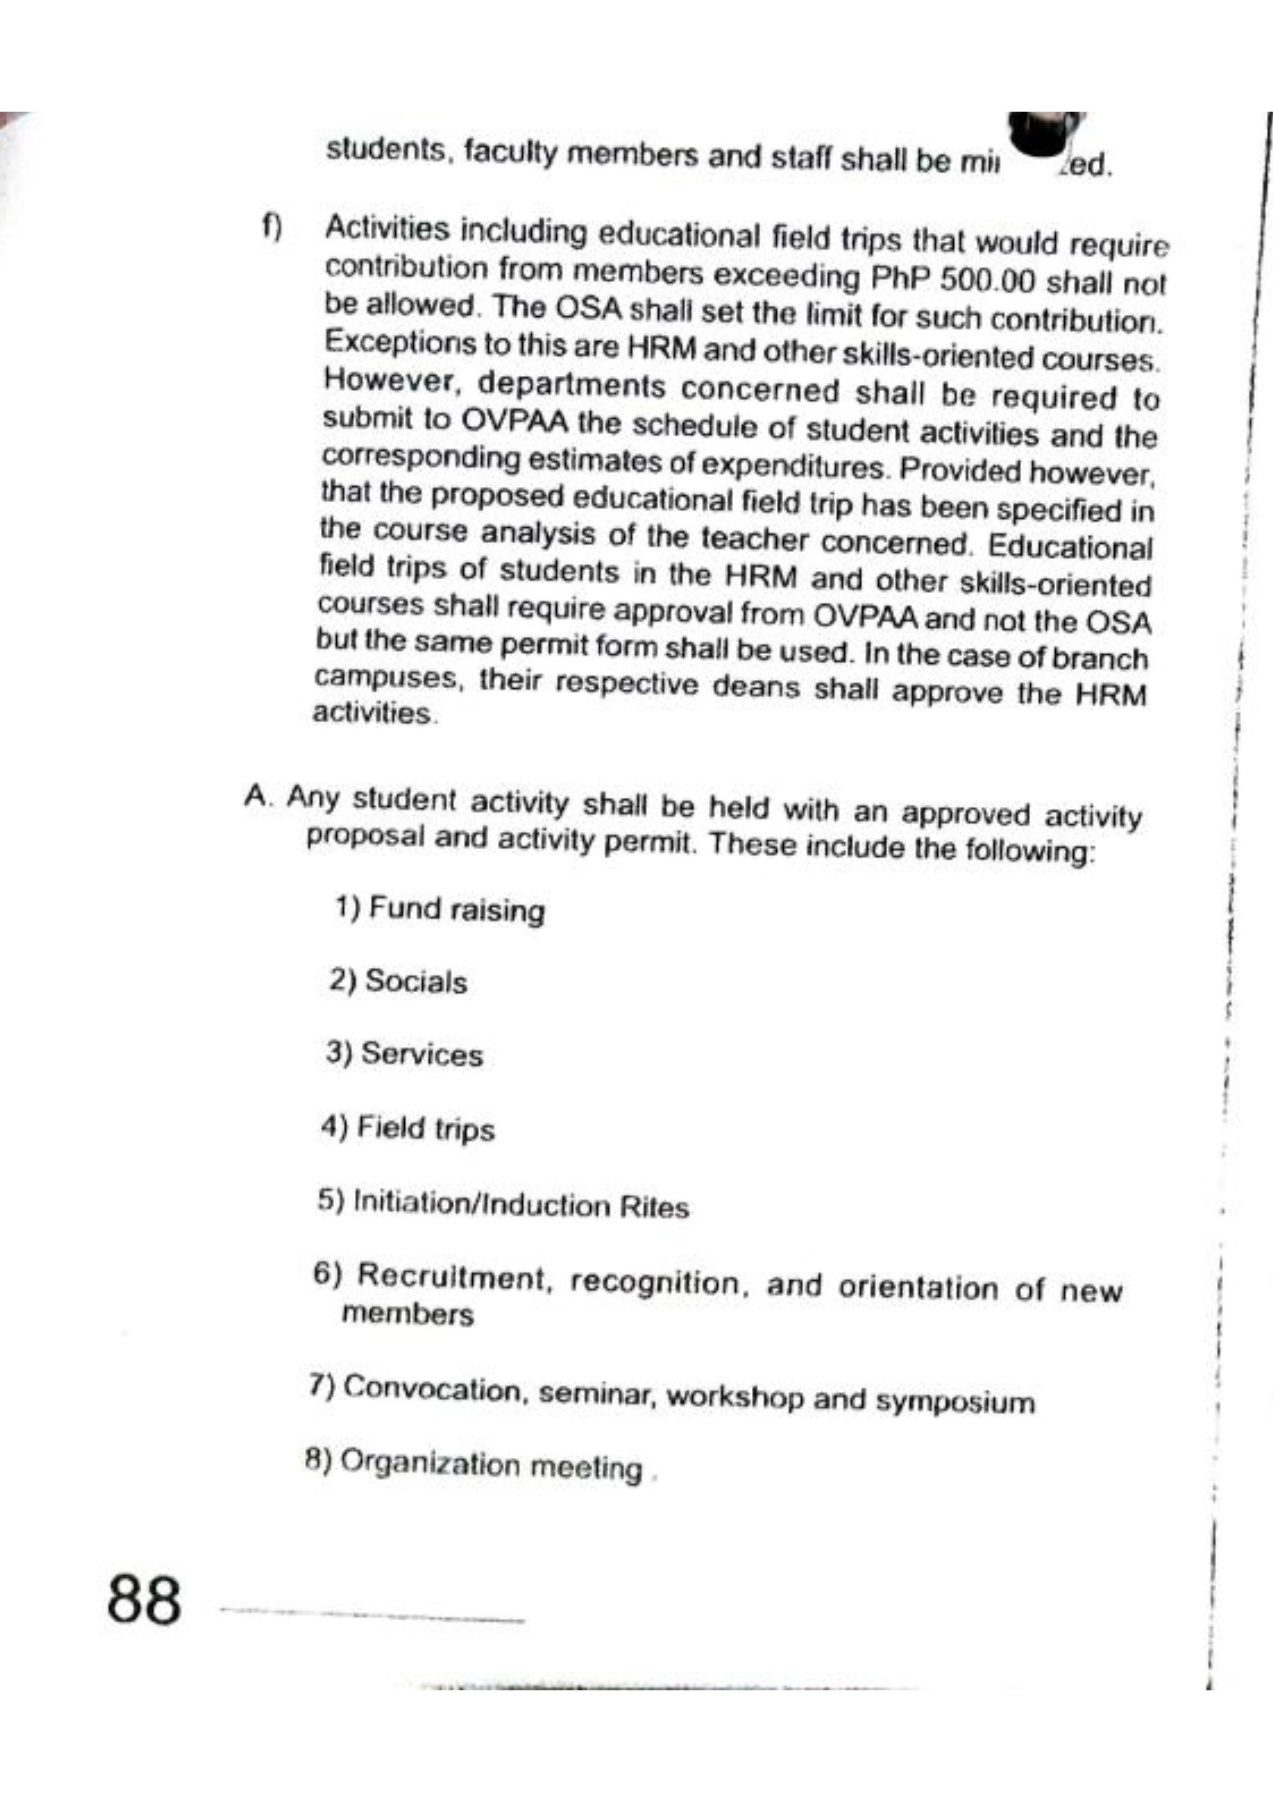 students, faculty members and staff shall be
f) Activities including educational field trips that would require
contribution from members exceeding PhP 500.00 shall not
be allowed. The OSA shall set the limit for such contribution.
Exceptions to this are HRM and other skills-oriented courses.
However, departments concerned shall be required to
submit to OVPAA the schedule of student activities and the
corresponding estimates of expenditures. Provided however,
that the proposed educational field trip has been specified in
the course analysis of the teacher concerned. Educational
field trips of students in the HRM and other skills-oriented
courses shall require approval from OVPAA and not the OSA
but the same permit form shall be used. In the case of branch
campuses, their respective deans shall approve the HRM
activities.
A. Any student activity shall be held with an approved activity
proposal and activity permit. These include the following:
1) Fund raising
2) Socials
3) Services
4) Field trips
5) Initiation/Induction Rites
6) Recruitment, recognition, and orientation of new
members
7) Convocation, seminar, workshop and symposium
8) Organization meeting .
88